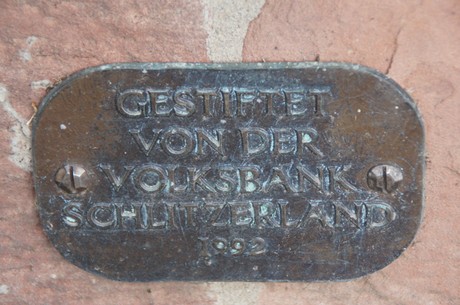 GESTIFTET
VON DER
VOLKSBANK
SCHLITZERLAND
1992